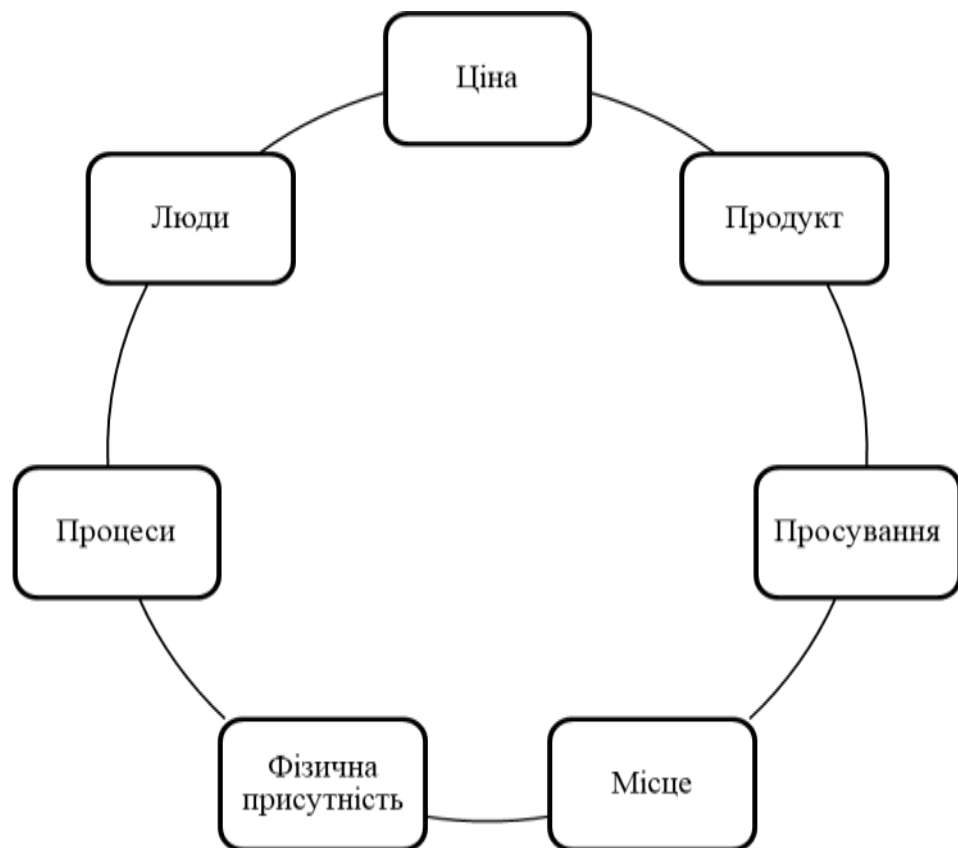 Ціна
Люди
Продукт
Процеси
Просування
Фізична
присутність
Місце